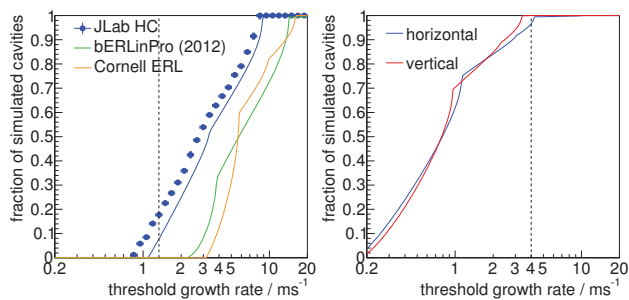 JLab HC
bERLinPro (2012)
Cornell ERL
fraction of simulated cavities
1
0.9
0.8
0.7
0.6
0.5
0.4
0.3
0.2
0.1
0
0.2 1 2 3 4 5 10 20
threshold growth rate / ms⁻¹
horizontal
vertical
fraction of simulated cavities
1
0.9
0.8
0.7
0.6
0.5
0.4
0.3
0.2
0.1
0
0.2 1 2 3 4 5 10 20
threshold growth rate / ms⁻¹